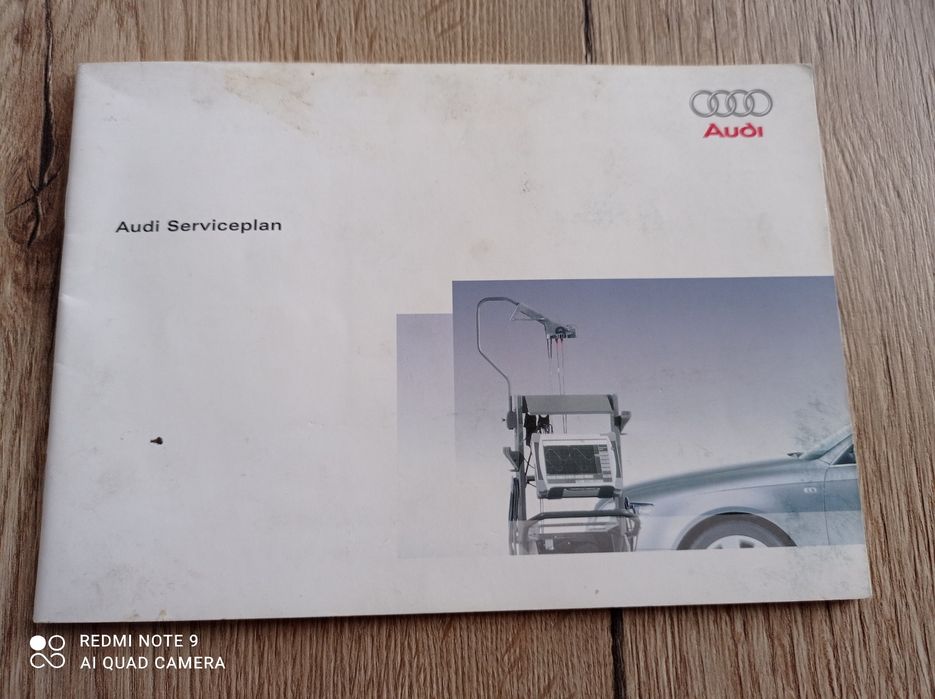 Audi
Audi Serviceplan
REDMI NOTE 9
AI QUAD CAMERA